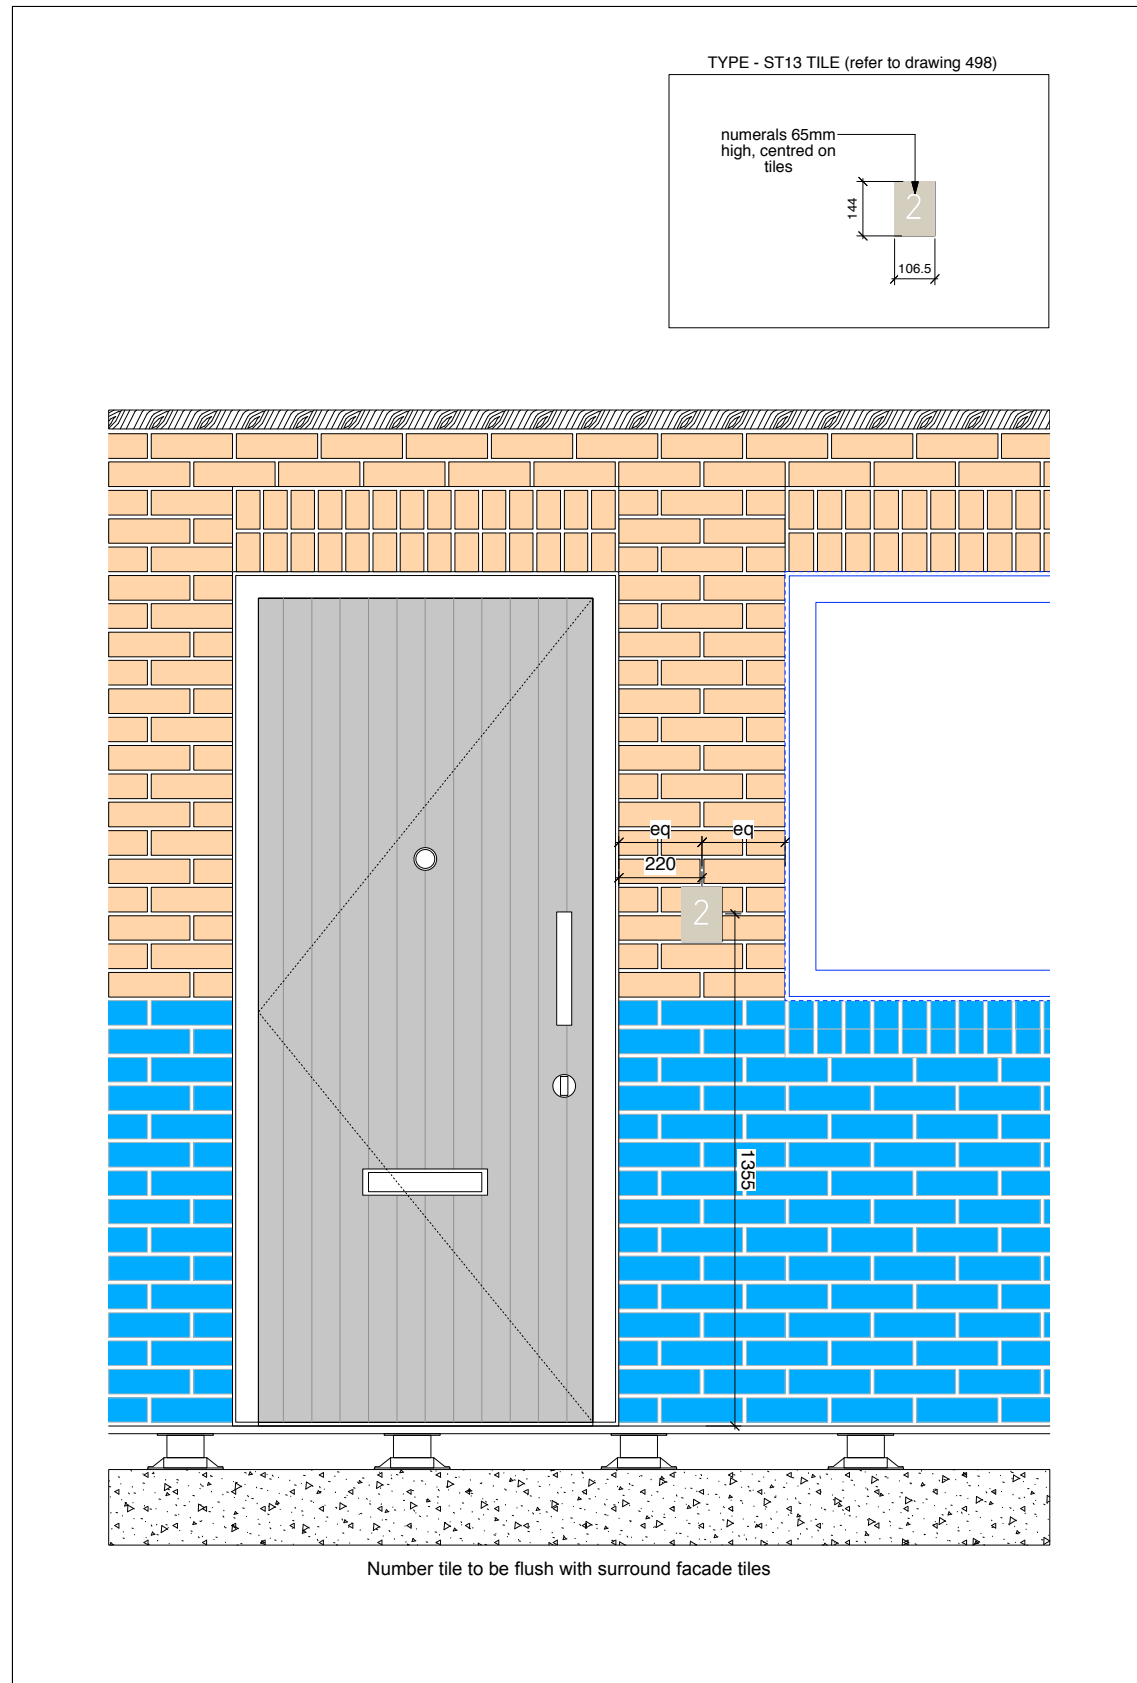 TYPE - ST13 TILE (refer to drawing 498)
numerals 65mm
high, centred on
tiles
144
2
106.5
eq
eq
220
2
1355
Number tile to be flush with surround facade tiles